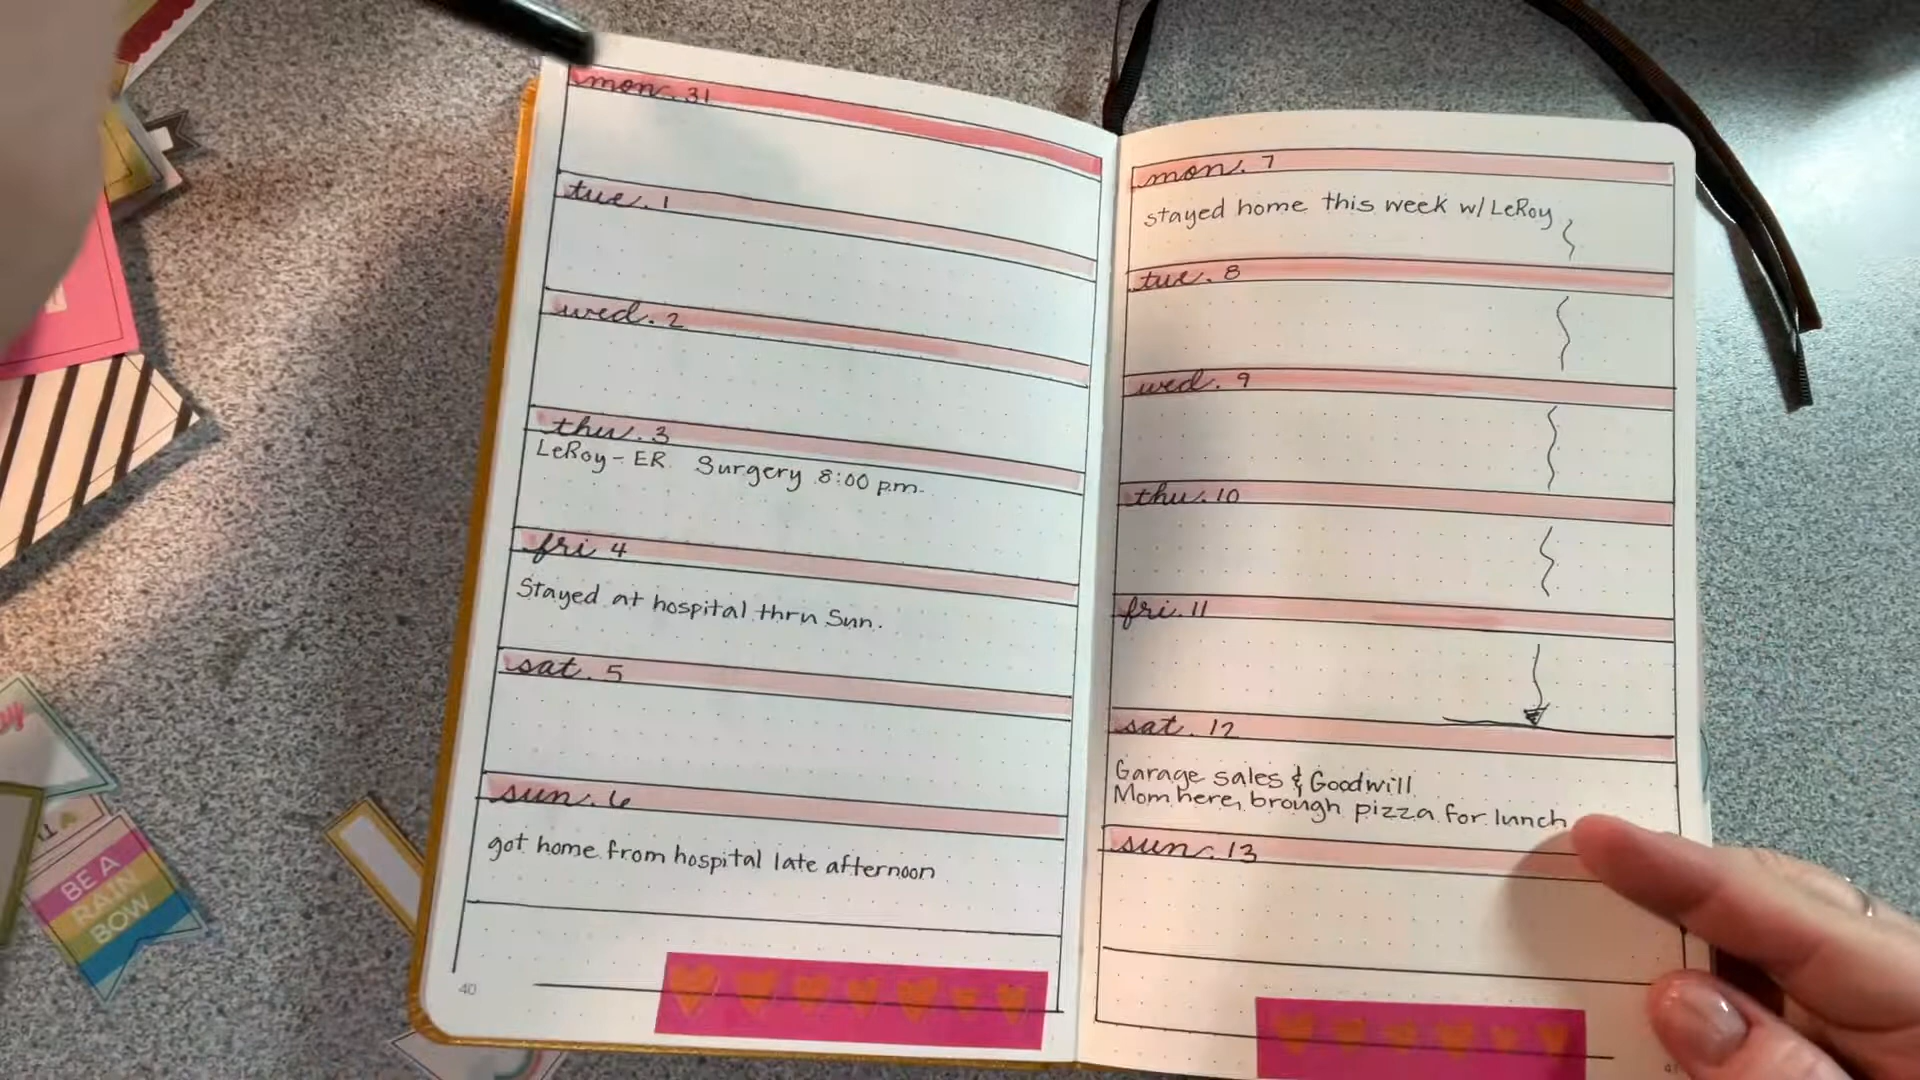 mon. 31
tue. 1
wed. 2
thu. 3
LeRoy - ER. Surgery 8:00 p.m.
fri 4
Stayed at hospital thru Sun.
sat. 5
sun. 6
got home from hospital late afternoon
40
mon. 7
stayed home this week w/ LeRoy
tue. 8
wed. 9
thu. 10
fri. 11
sat. 12
Garage sales & Goodwill
Mom here, brough pizza for lunch
sun. 13
BE A
RAIN
BOW